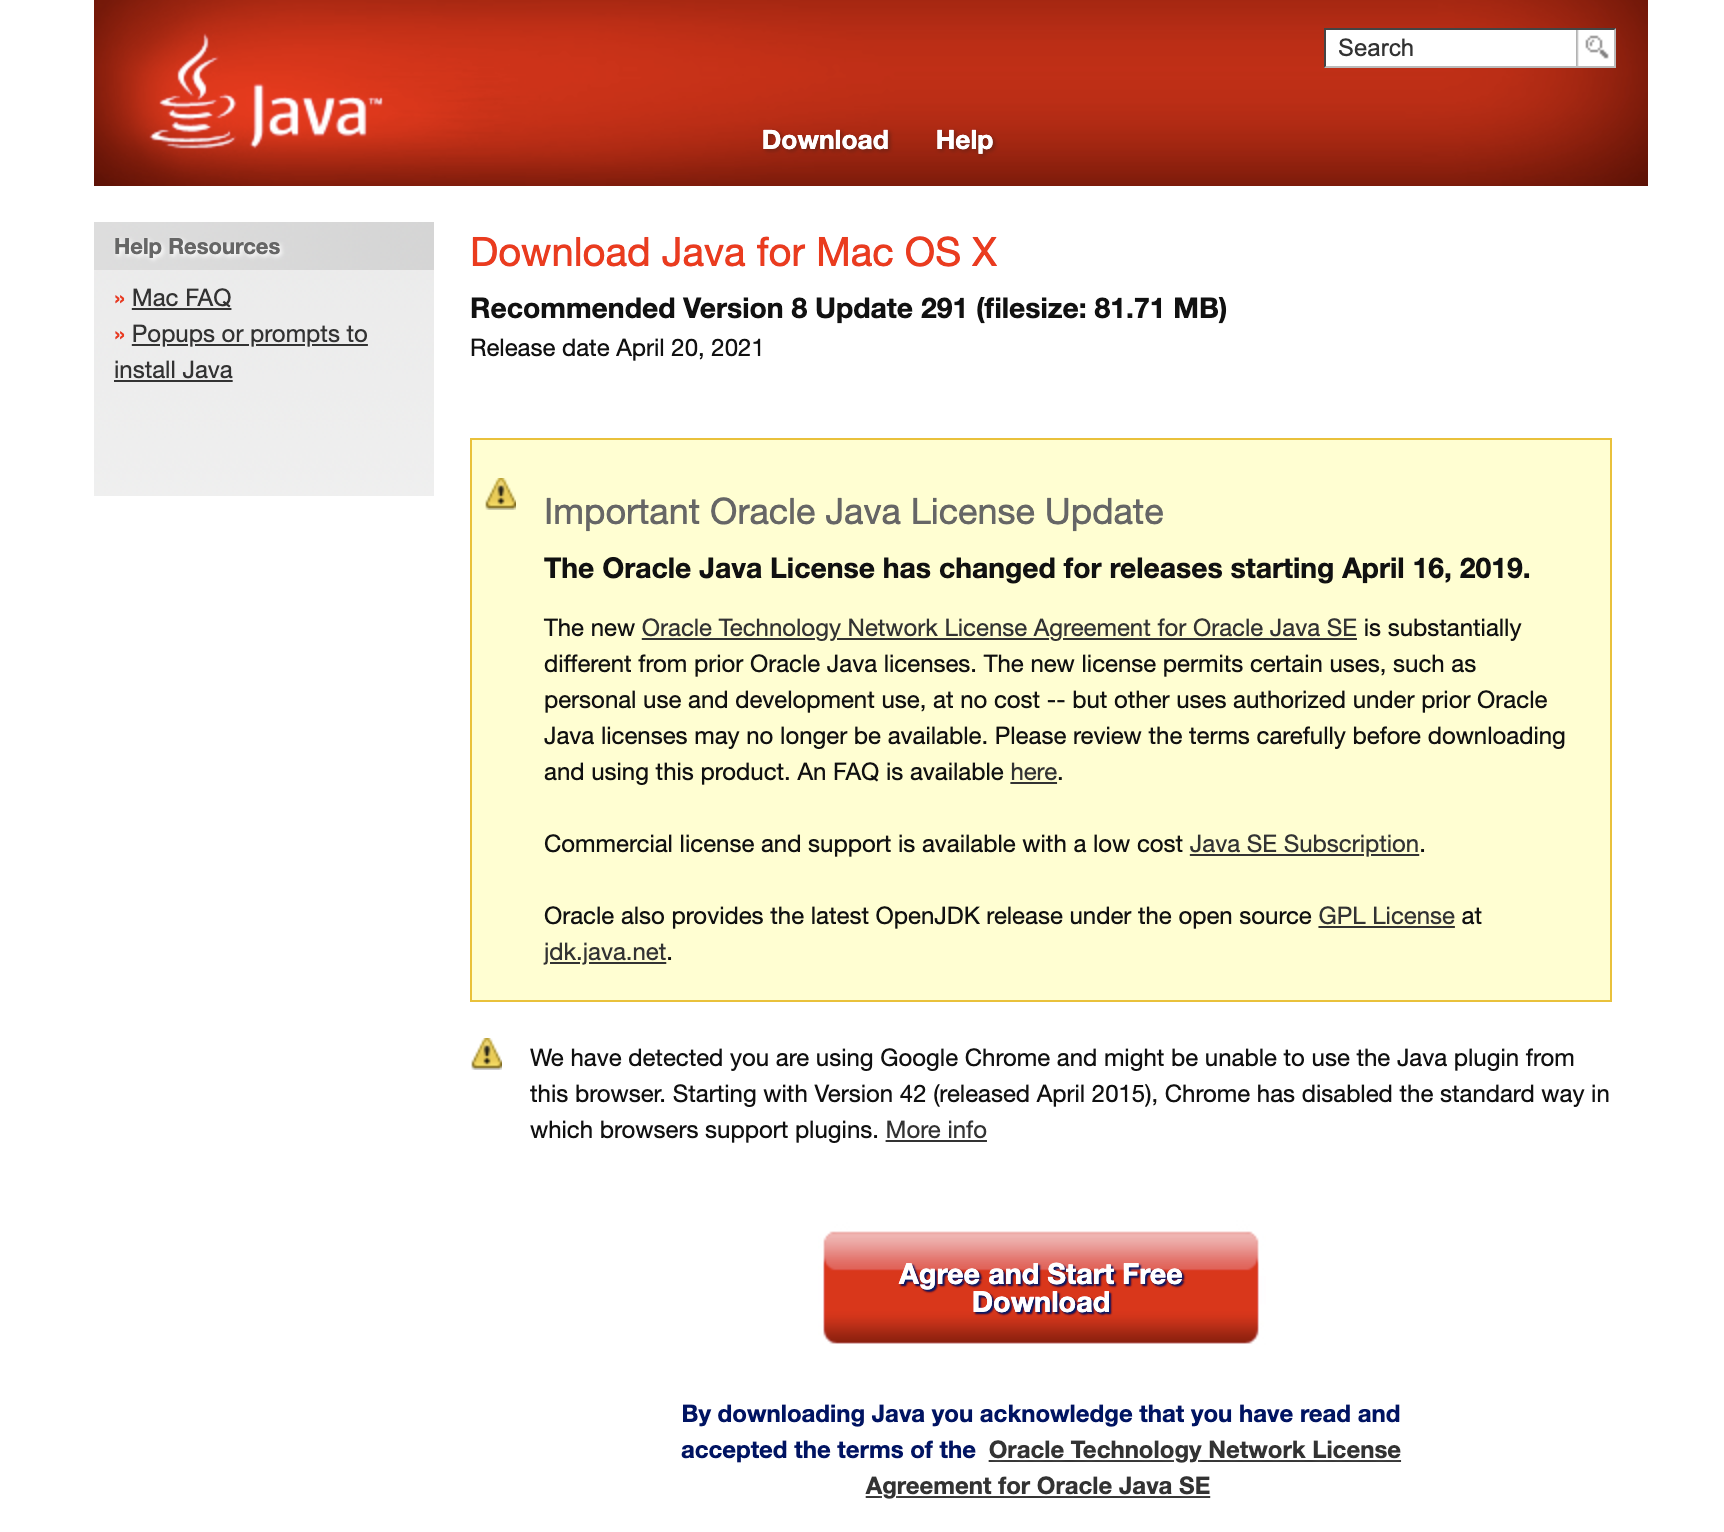 Java™
Search
Download Help
Help Resources
» Mac FAQ
» Popups or prompts to
install Java
Download Java for Mac OS X
Recommended Version 8 Update 291 (filesize: 81.71 MB)
Release date April 20, 2021
Important Oracle Java License Update
The Oracle Java License has changed for releases starting April 16, 2019.
The new Oracle Technology Network License Agreement for Oracle Java SE is substantially
different from prior Oracle Java licenses. The new license permits certain uses, such as
personal use and development use, at no cost -- but other uses authorized under prior Oracle
Java licenses may no longer be available. Please review the terms carefully before downloading
and using this product. An FAQ is available here.
Commercial license and support is available with a low cost Java SE Subscription.
Oracle also provides the latest OpenJDK release under the open source GPL License at
jdk.java.net.
We have detected you are using Google Chrome and might be unable to use the Java plugin from
this browser. Starting with Version 42 (released April 2015), Chrome has disabled the standard way in
which browsers support plugins. More info
Agree and Start Free
Download
By downloading Java you acknowledge that you have read and
accepted the terms of the Oracle Technology Network License
Agreement for Oracle Java SE